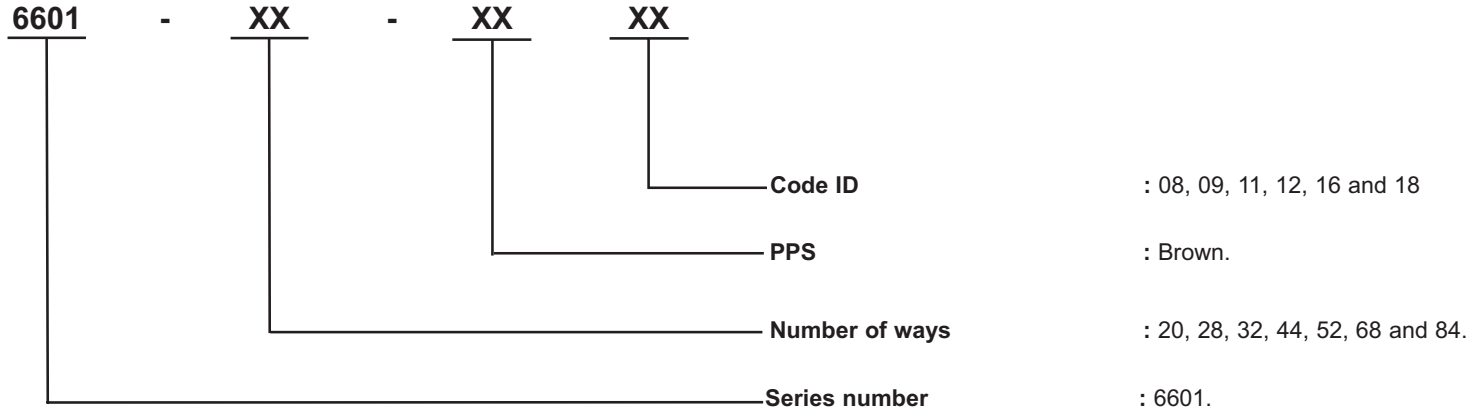 6601 - XX - XX XX
Code ID : 08, 09, 11, 12, 16 and 18
PPS : Brown.
Number of ways : 20, 28, 32, 44, 52, 68 and 84.
Series number : 6601.